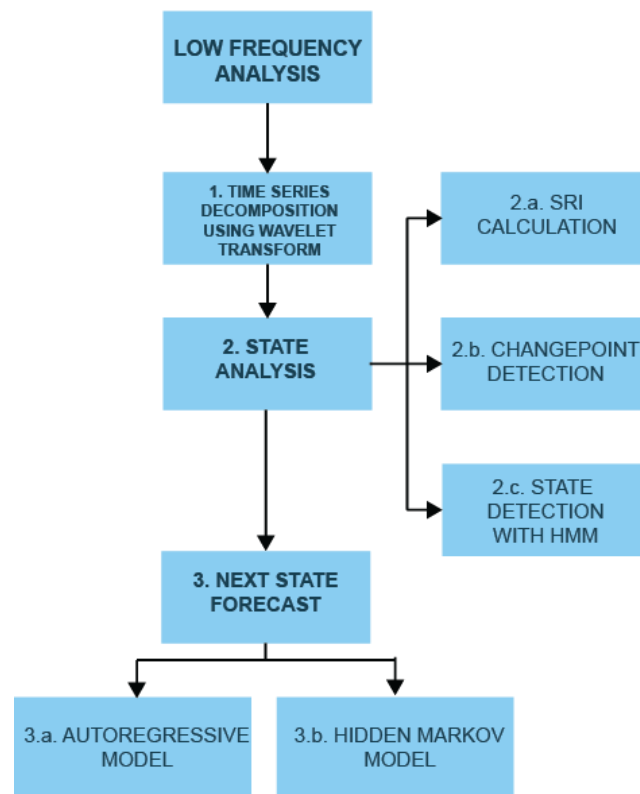 LOW FREQUENCY
ANALYSIS
1. TIME SERIES
DECOMPOSITION
USING WAVELET
TRANSFORM
2.a. SRI
CALCULATION
2. STATE
ANALYSIS
2.b. CHANGEPOINT
DETECTION
2.c. STATE
DETECTION
WITH HMM
3. NEXT STATE
FORECAST
3.a. AUTOREGRESSIVE
MODEL
3.b. HIDDEN MARKOV
MODEL